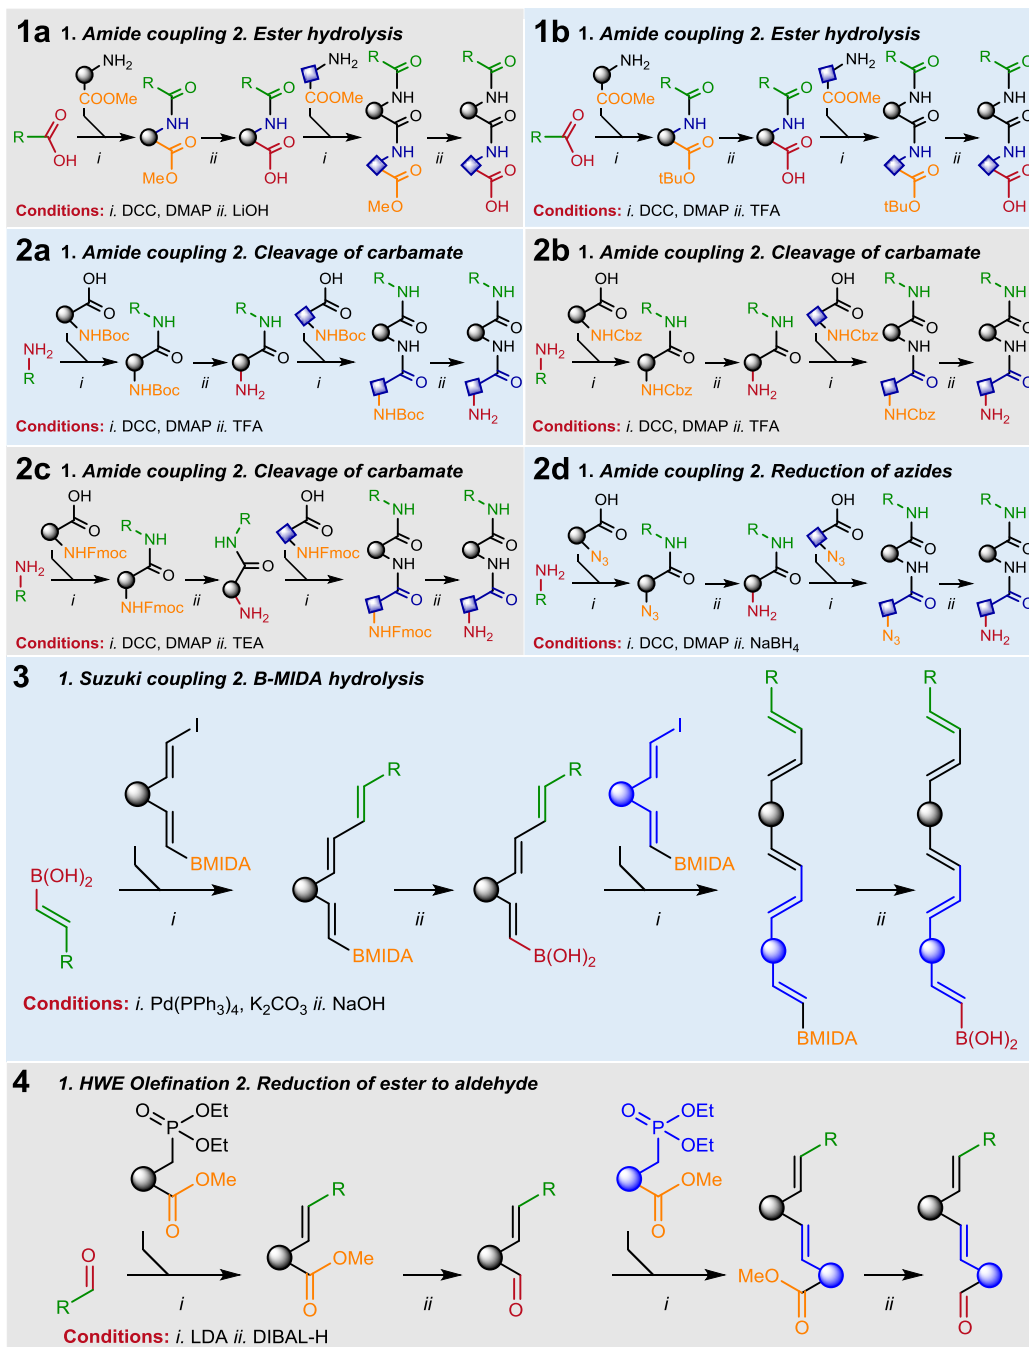 1a 1. Amide coupling 2. Ester hydrolysis
NH2
COOMe
R
O
OH
i
R
O
NH
O
MeO
ii
R
O
NH
O
OH
NH2
COOMe
i
R
O
NH
O
NH
O
MeO
ii
R
O
NH
O
NH
O
OH
Conditions: i. DCC, DMAP ii. LiOH
1b 1. Amide coupling 2. Ester hydrolysis
NH2
COOMe
R
O
OH
i
R
O
NH
O
tBuO
ii
R
O
NH
O
OH
NH2
COOMe
i
R
O
NH
O
NH
O
tBuO
ii
R
O
NH
O
NH
O
OH
Conditions: i. DCC, DMAP ii. TFA
2a 1. Amide coupling 2. Cleavage of carbamate
OH
O
NHBoc
NH2
R
i
R
NH
O
NHBoc
ii
R
NH
O
NH2
OH
O
NHBoc
i
R
NH
O
NH
O
NHBoc
ii
R
NH
O
NH
O
NH2
Conditions: i. DCC, DMAP ii. TFA
2b 1. Amide coupling 2. Cleavage of carbamate
OH
O
NHCbz
NH2
R
i
R
NH
O
NHCbz
ii
R
NH
O
NH2
OH
O
NHCbz
i
R
NH
O
NH
O
NHCbz
ii
R
NH
O
NH
O
NH2
Conditions: i. DCC, DMAP ii. TFA
2c 1. Amide coupling 2. Cleavage of carbamate
OH
O
NHFmoc
NH2
R
i
R
NH
O
NHFmoc
ii
R
HN
O
NH2
OH
O
NHFmoc
i
R
NH
O
NH
O
NHFmoc
ii
R
NH
O
NH
O
NH2
Conditions: i. DCC, DMAP ii. TEA
2d 1. Amide coupling 2. Reduction of azides
OH
O
N3
NH2
R
i
R
NH
O
N3
ii
R
NH
O
NH2
OH
O
N3
i
R
NH
O
NH
O
N3
ii
R
NH
O
NH
O
NH2
Conditions: i. DCC, DMAP ii. NaBH4
3 1. Suzuki coupling 2. B-MIDA hydrolysis
I
BMIDA
B(OH)2
R
i
R
BMIDA
ii
R
B(OH)2
I
BMIDA
i
R
BMIDA
ii
R
B(OH)2
Conditions: i. Pd(PPh3)4, K2CO3 ii. NaOH
4 1. HWE Olefination 2. Reduction of ester to aldehyde
O
P
OEt
OEt
OMe
O
O
R
i
R
OMe
O
ii
R
O
O
P
OEt
OEt
OMe
O
i
R
MeO
O
ii
R
O
Conditions: i. LDA ii. DIBAL-H